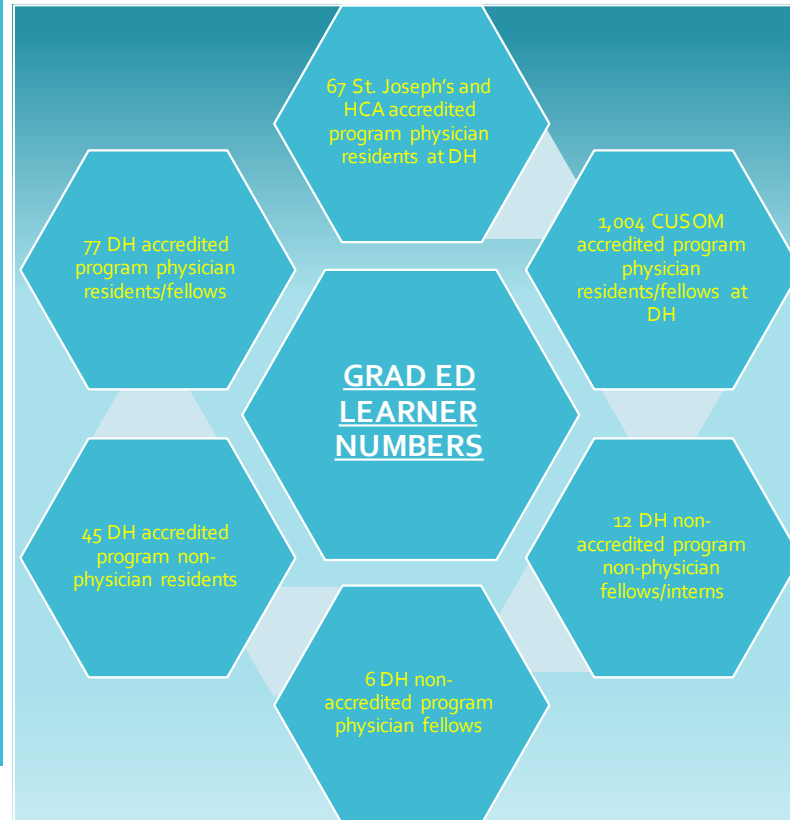 67 St. Joseph's and
HCA accredited
program physician
residents at DH
1,004 CUSOM
accredited program
physician
residents/fellows at
DH
77 DH accredited
program physician
residents/fellows
GRAD ED
LEARNER
NUMBERS
12 DH non-
accredited program
non-physician
fellows/interns
45 DH accredited
program non-
physician residents
6 DH non-
accredited program
physician fellows